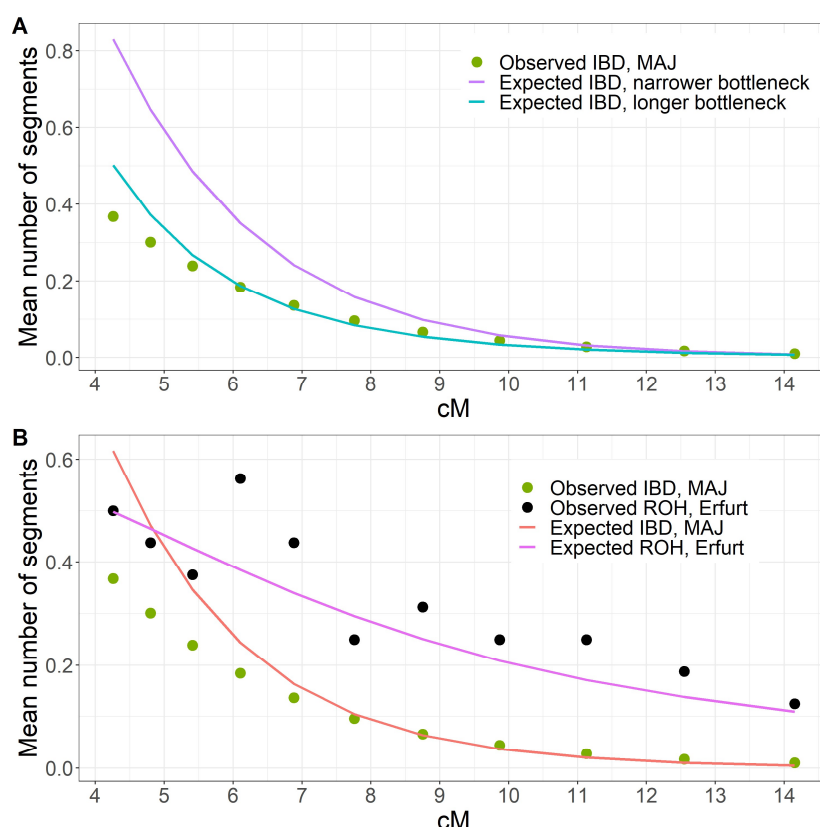 A
Mean number of segments
0.8
0.6
0.4
0.2
0.0
Observed IBD, MAJ
Expected IBD, narrower bottleneck
Expected IBD, longer bottleneck
4 5 6 7 8 9 10 11 12 13 14
cM
B
Mean number of segments
0.6
0.4
0.2
0.0
Observed IBD, MAJ
Observed ROH, Erfurt
Expected IBD, MAJ
Expected ROH, Erfurt
4 5 6 7 8 9 10 11 12 13 14
cM